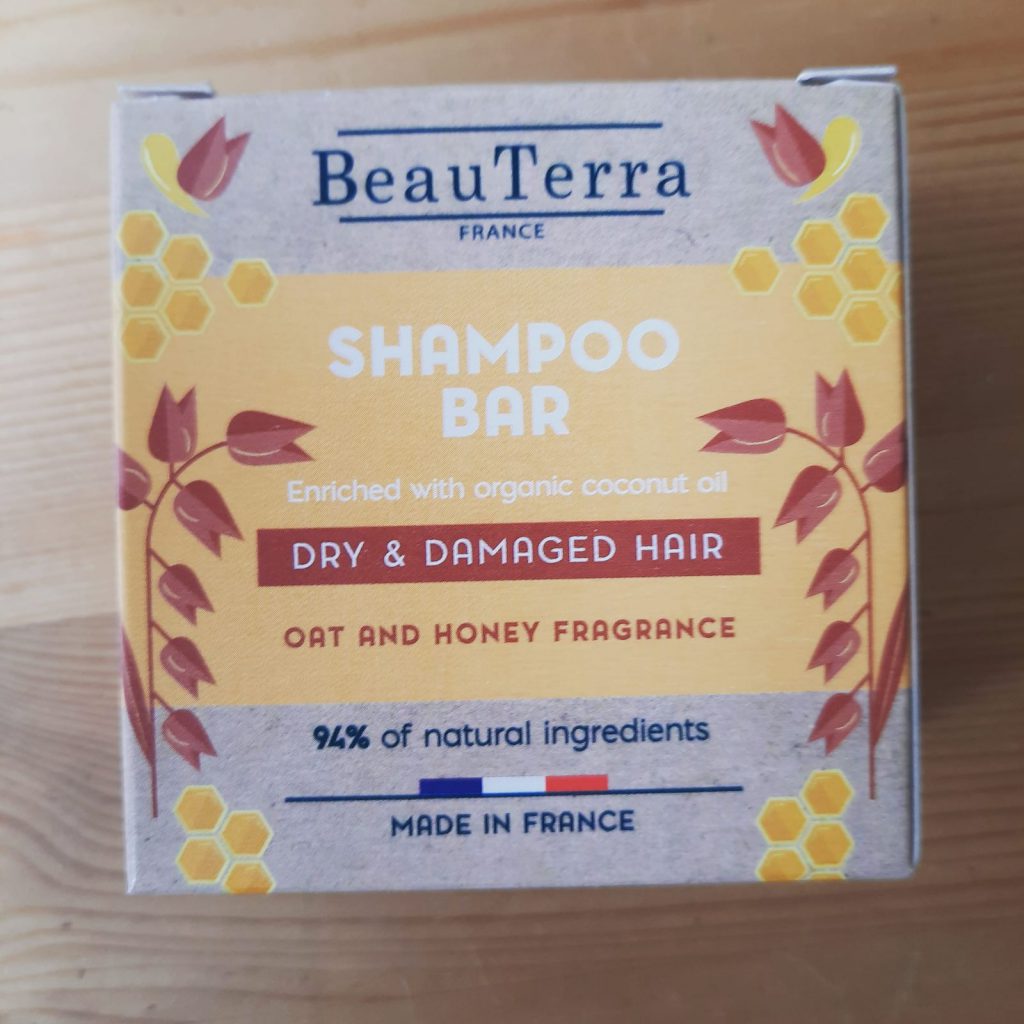 BeauTerra
FRANCE
SHAMPOO
BAR
Enriched with organic coconut oil
DRY & DAMAGED HAIR
OAT AND HONEY FRAGRANCE
94% of natural ingredients
MADE IN FRANCE